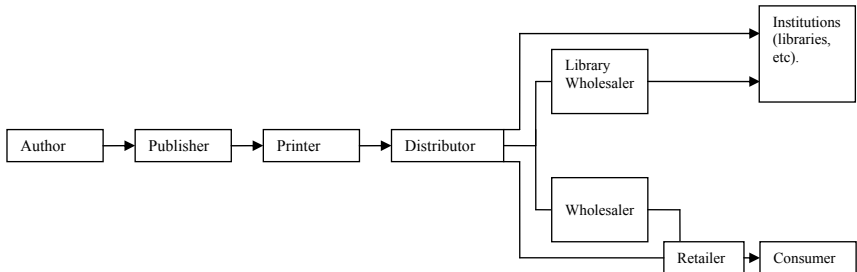 Institutions
(libraries,
etc).
Library
Wholesaler
Author
Publisher
Printer
Distributor
Wholesaler
Retailer
Consumer